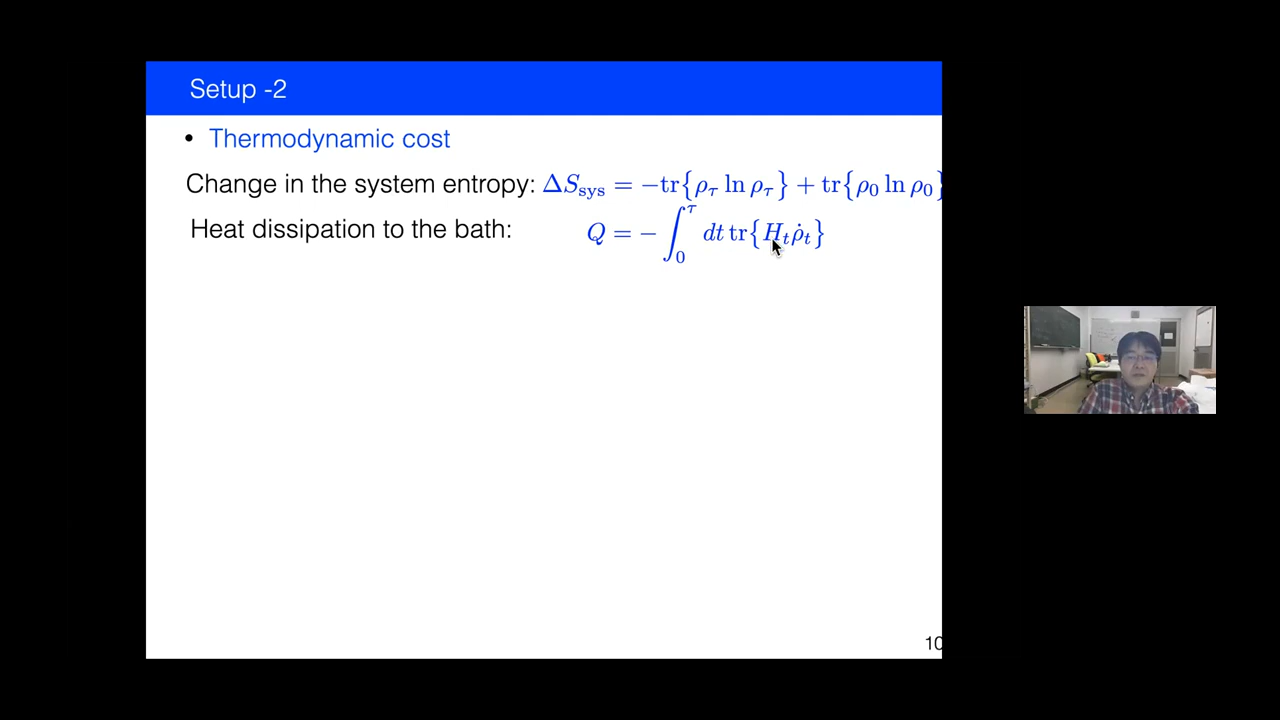 Setup -2
• Thermodynamic cost
Change in the system entropy: ΔS_sys = −tr{ρ_τ ln ρ_τ} + tr{ρ_0 ln ρ_0}
Heat dissipation to the bath: Q = −∫_0^τ dt tr{H_t ρ̇_t}
10